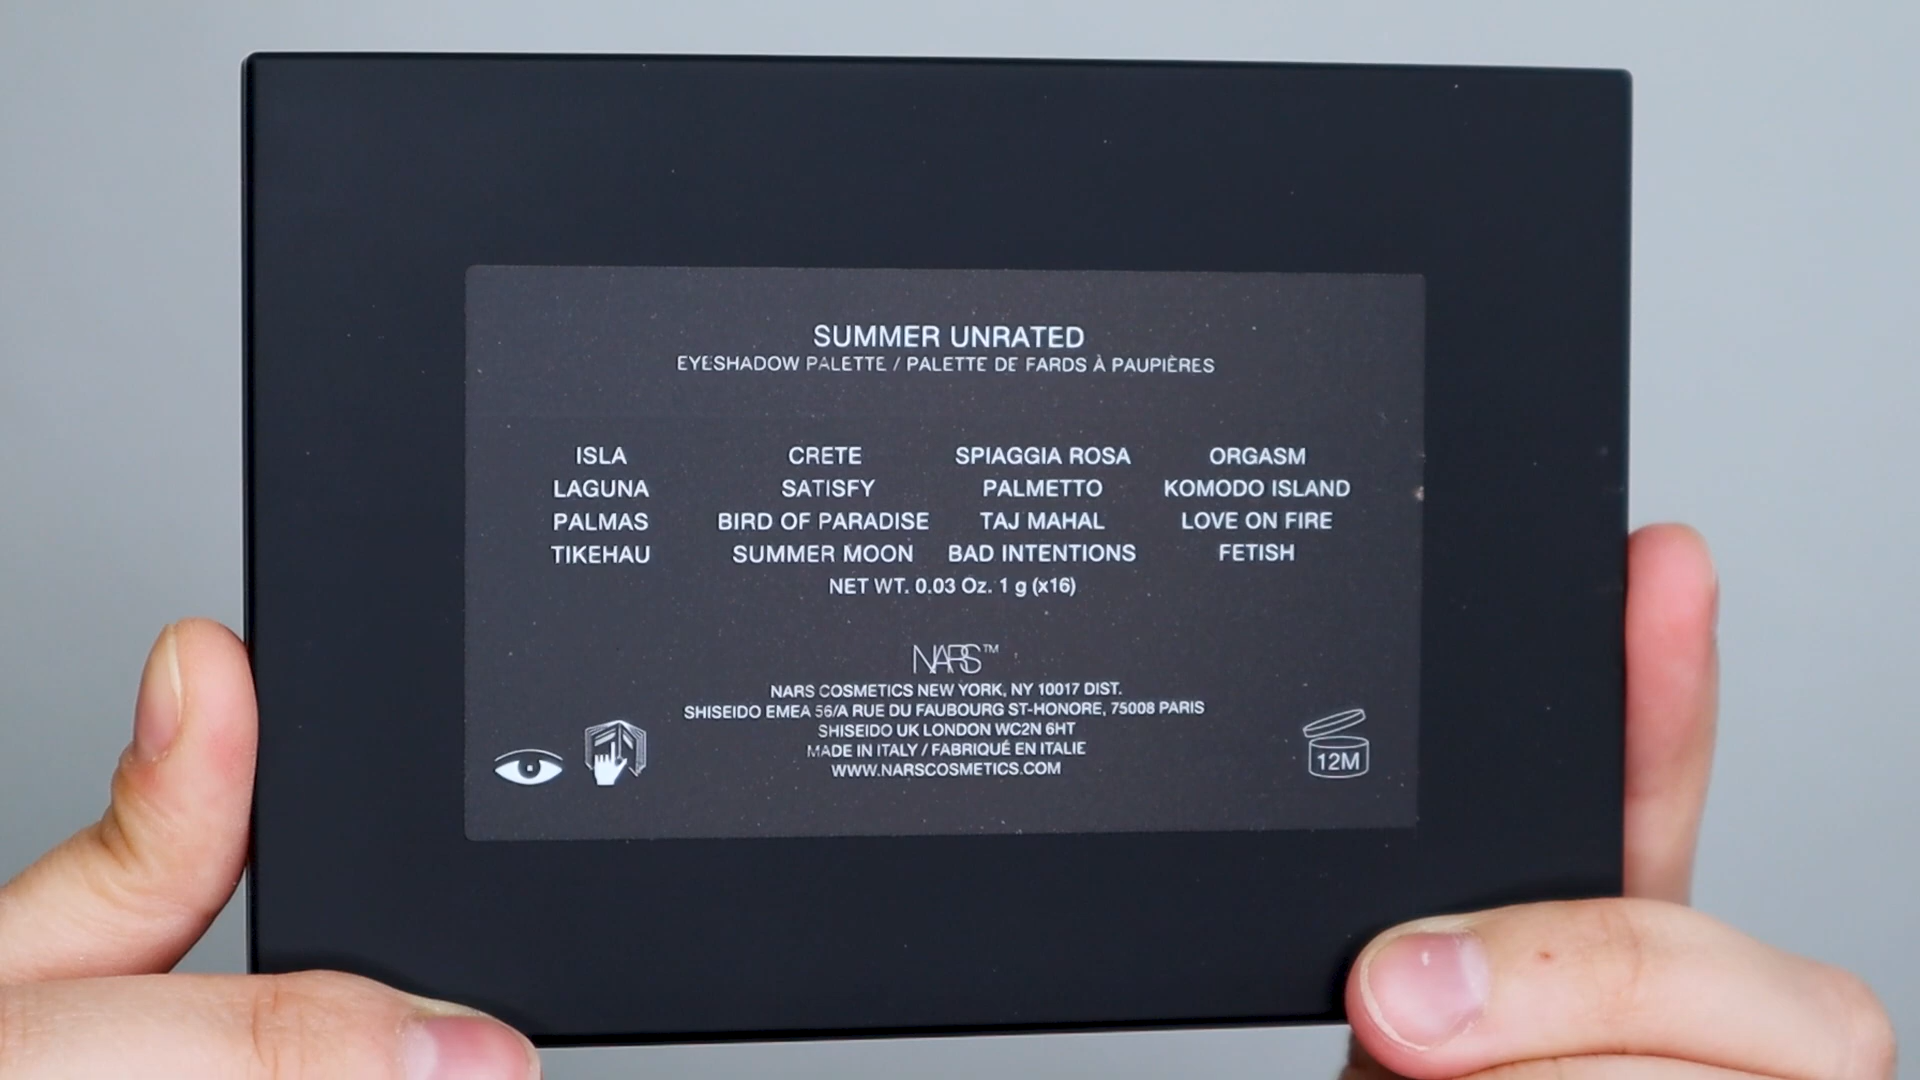 SUMMER UNRATED
EYESHADOW PALETTE / PALETTE DE FARDS À PAUPIÈRES
ISLA CRETE SPIAGGIA ROSA ORGASM
LAGUNA SATISFY PALMETTO KOMODO ISLAND
PALMAS BIRD OF PARADISE TAJ MAHAL LOVE ON FIRE
TIKEHAU SUMMER MOON BAD INTENTIONS FETISH
NET WT. 0.03 Oz. 1 g (x16)
NARS™
NARS COSMETICS NEW YORK, NY 10017 DIST.
SHISEIDO EMEA 56/A RUE DU FAUBOURG ST-HONORE, 75008 PARIS
SHISEIDO UK LONDON WC2N 6HT
MADE IN ITALY / FABRIQUÉ EN ITALIE
WWW.NARSCOSMETICS.COM
12M